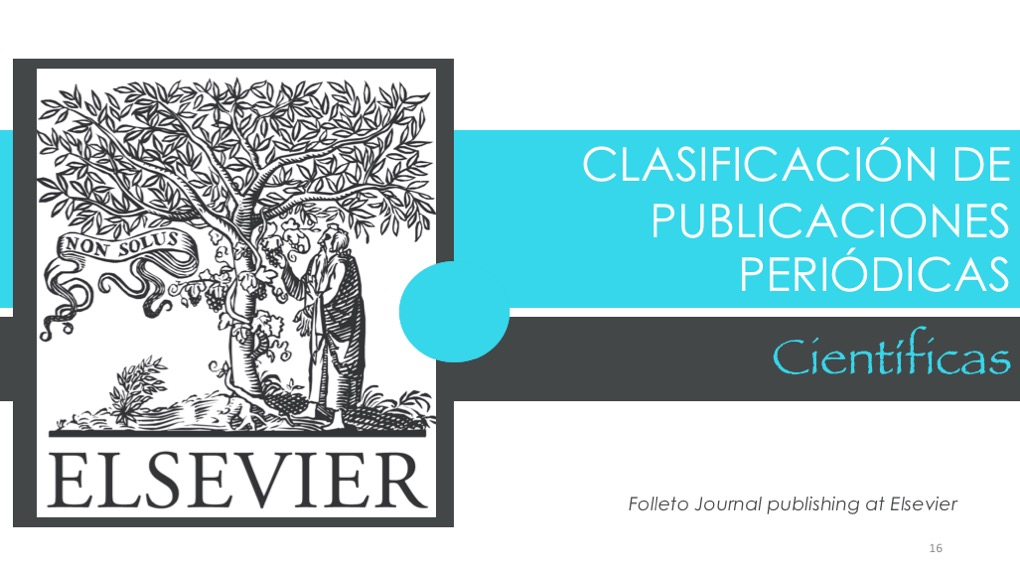 NON SOLUS
ELSEVIER
CLASIFICACIÓN DE
PUBLICACIONES
PERIÓDICAS
Científicas
Folleto Journal publishing at Elsevier
16